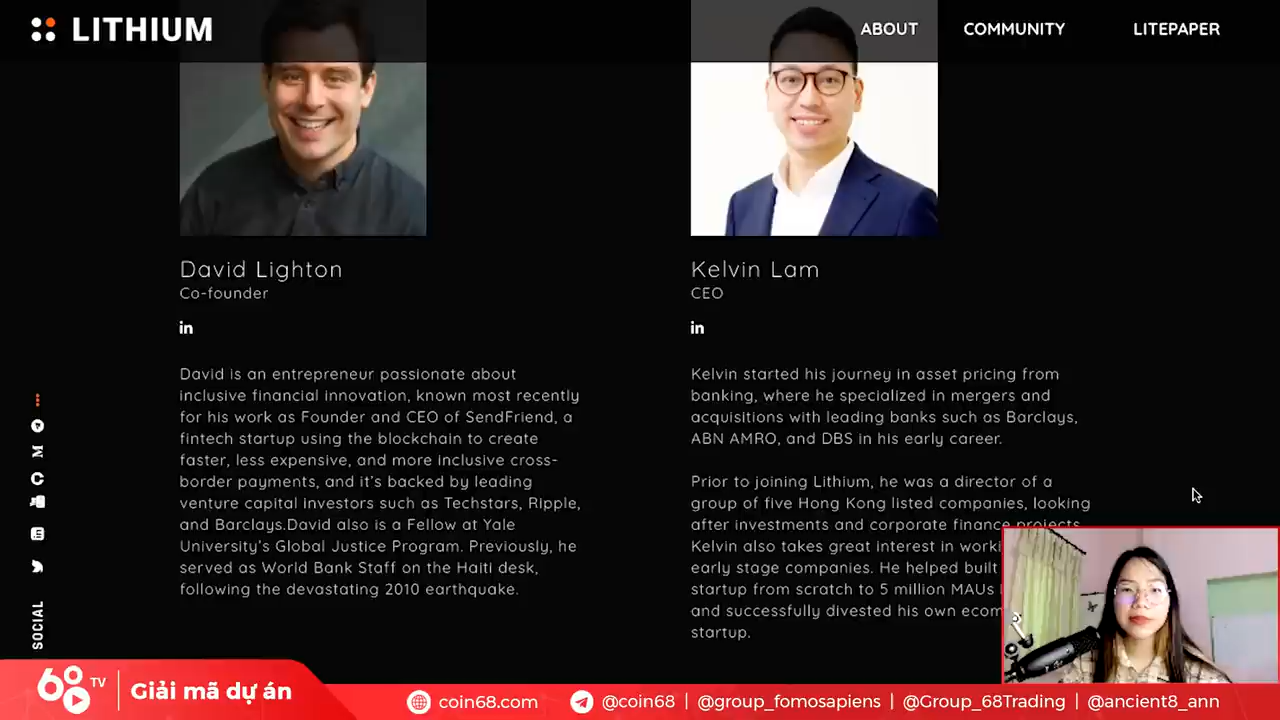 LITHIUM
ABOUT
COMMUNITY
LITEPAPER
David Lighton
Co-founder
in
David is an entrepreneur passionate about
inclusive financial innovation, known most recently
for his work as Founder and CEO of SendFriend, a
fintech startup using the blockchain to create
faster, less expensive, and more inclusive cross-
border payments, and it's backed by leading
venture capital investors such as Techstars, Ripple,
and Barclays.David also is a Fellow at Yale
University's Global Justice Program. Previously, he
served as World Bank Staff on the Haiti desk,
following the devastating 2010 earthquake.
Kelvin Lam
CEO
in
Kelvin started his journey in asset pricing from
banking, where he specialized in mergers and
acquisitions with leading banks such as Barclays,
ABN AMRO, and DBS in his early career.
Prior to joining Lithium, he was a director of a
group of five Hong Kong listed companies, looking
after investments and corporate finance projects
Kelvin also takes great interest in
early stage companies. He helped built
startup from scratch to 5 million MAUs
and successfully divested his own
startup.
SOCIAL
68 TV
Giải mã dự án
coin68.com
@coin68 | @group_fomosapiens | @Group_68Trading | @ancient8_ann